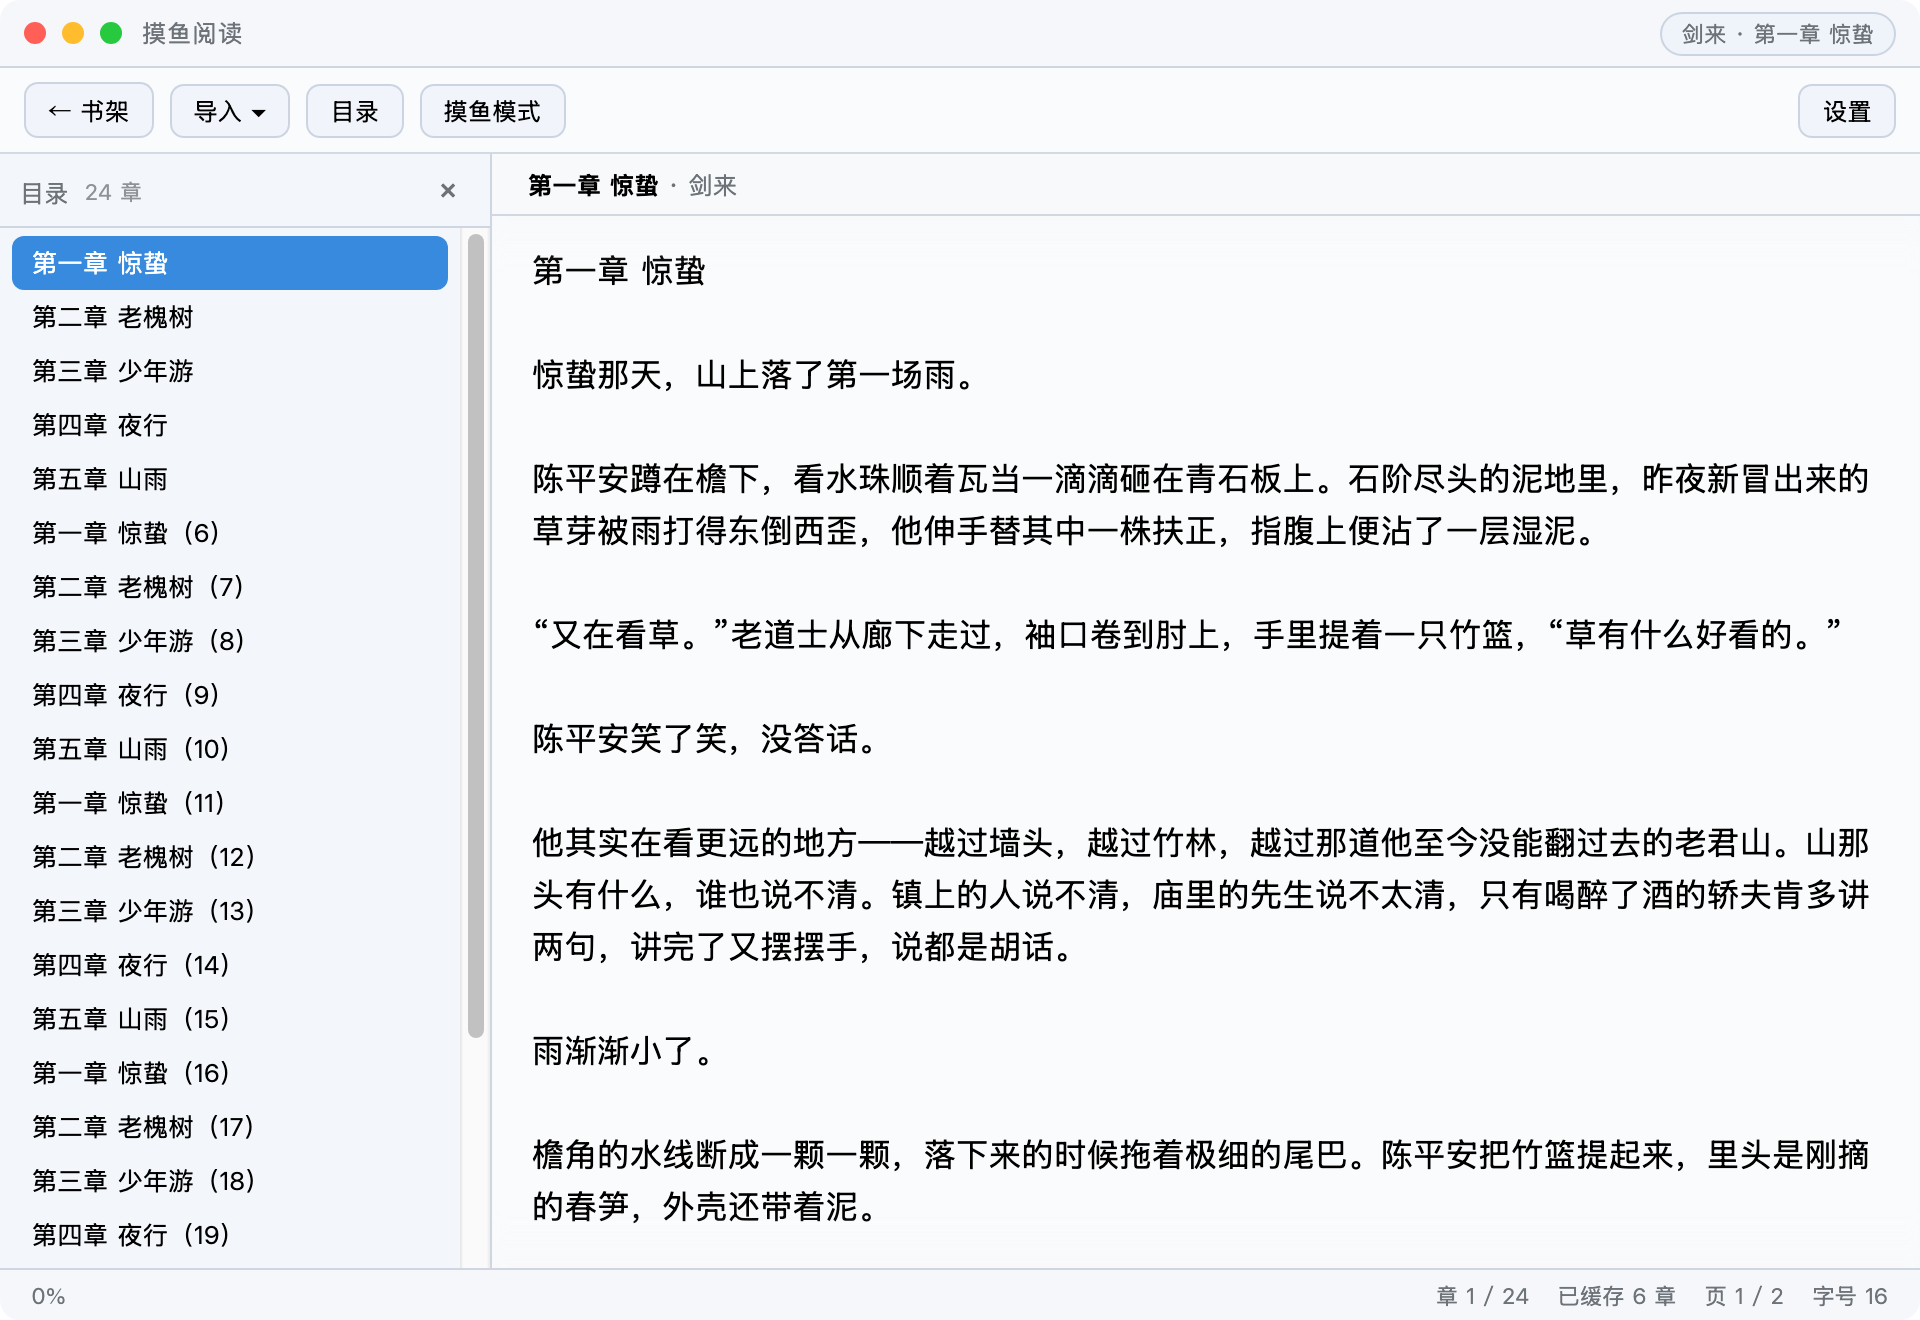 摸鱼阅读
剑来 · 第一章 惊蛰
← 书架
导入
目录
摸鱼模式
设置
目录 24 章
×
第一章 惊蛰
第二章 老槐树
第三章 少年游
第四章 夜行
第五章 山雨
第一章 惊蛰（6）
第二章 老槐树（7）
第三章 少年游（8）
第四章 夜行（9）
第五章 山雨（10）
第一章 惊蛰（11）
第二章 老槐树（12）
第三章 少年游（13）
第四章 夜行（14）
第五章 山雨（15）
第一章 惊蛰（16）
第二章 老槐树（17）
第三章 少年游（18）
第四章 夜行（19）
第一章 惊蛰 · 剑来
第一章 惊蛰
惊蛰那天，山上落了第一场雨。
陈平安蹲在檐下，看水珠顺着瓦当一滴滴砸在青石板上。石阶尽头的泥地里，昨夜新冒出来的
草芽被雨打得东倒西歪，他伸手替其中一株扶正，指腹上便沾了一层湿泥。
“又在看草。”老道士从廊下走过，袖口卷到肘上，手里提着一只竹篮，“草有什么好看的。”
陈平安笑了笑，没答话。
他其实在看更远的地方——越过墙头，越过竹林，越过那道他至今没能翻过去的老君山。山那
头有什么，谁也说不清。镇上的人说不清，庙里的先生说不太清，只有喝醉了酒的轿夫肯多讲
两句，讲完了又摆摆手，说都是胡话。
雨渐渐小了。
檐角的水线断成一颗一颗，落下来的时候拖着极细的尾巴。陈平安把竹篮提起来，里头是刚摘
的春笋，外壳还带着泥。
0%
章 1 / 24
已缓存 6 章
页 1 / 2
字号 16